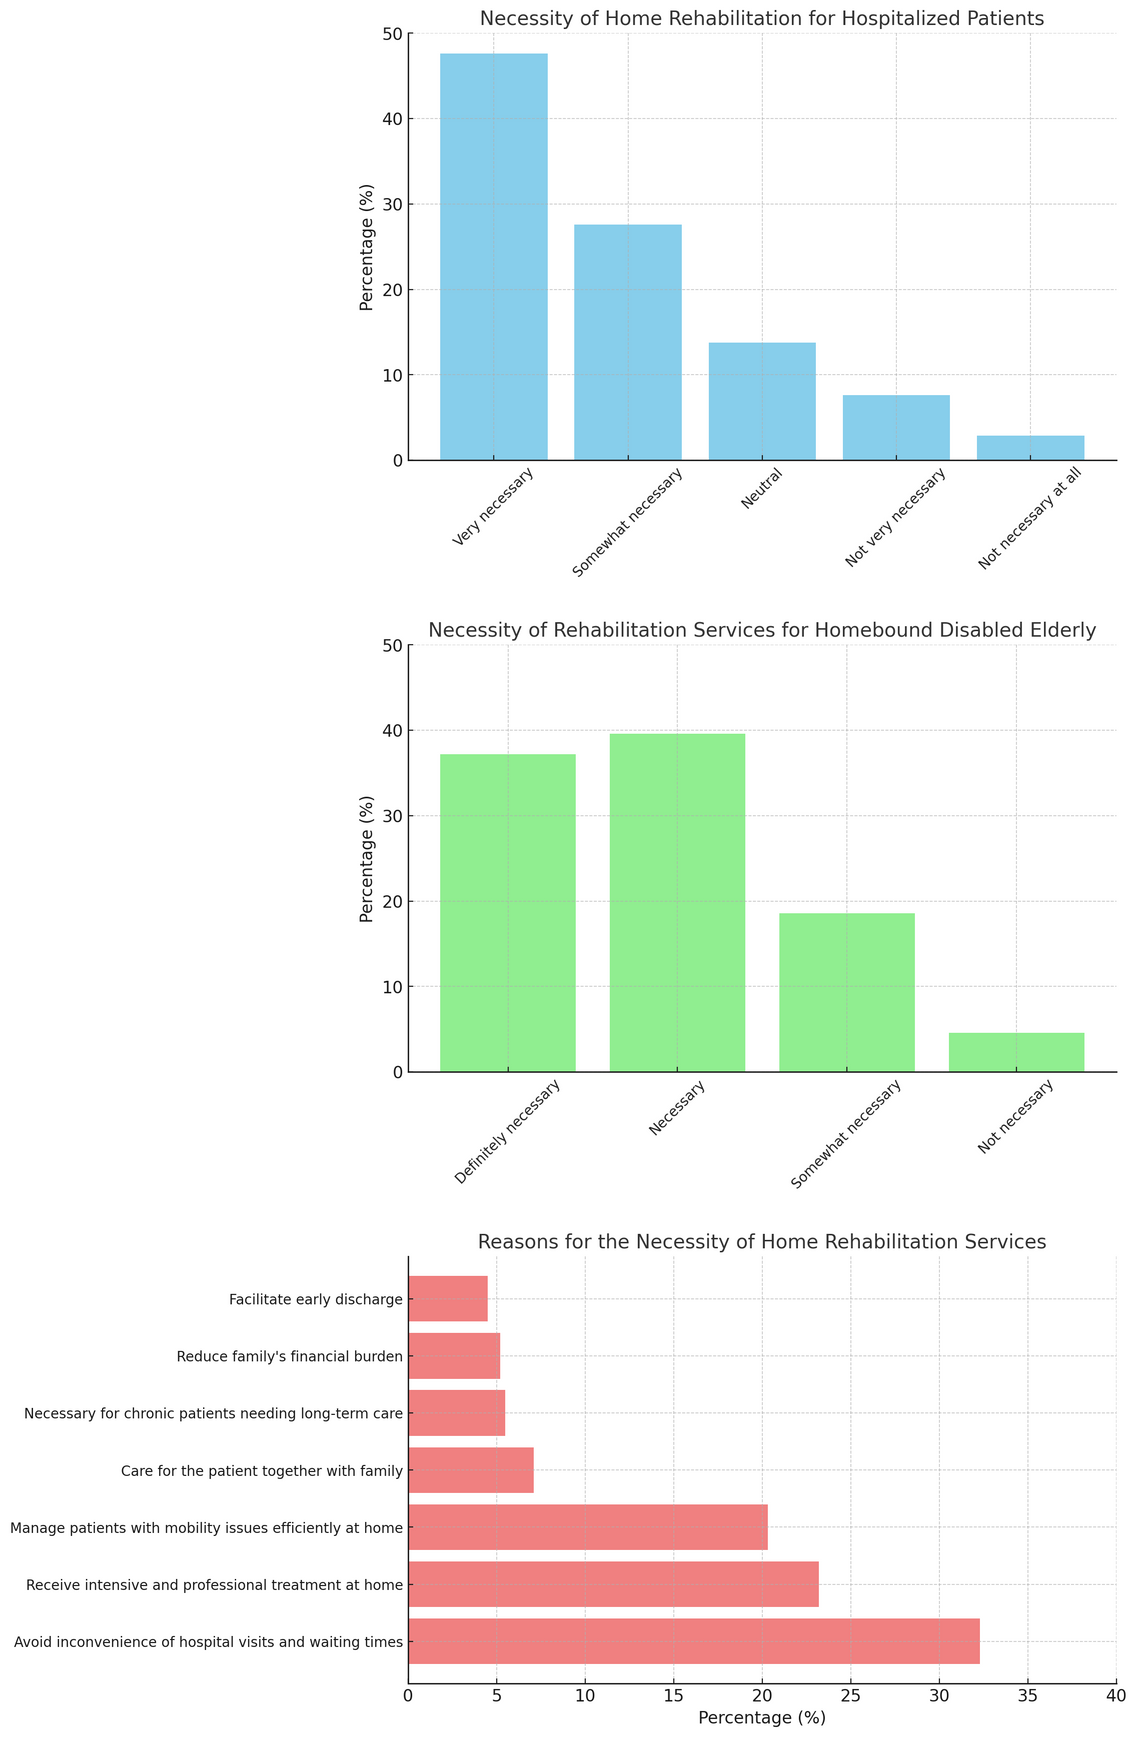 Necessity of Home Rehabilitation for Hospitalized Patients
50
40
30
20
10
0
Percentage (%)
Very necessary
Somewhat necessary
Neutral
Not very necessary
Not necessary at all
Necessity of Rehabilitation Services for Homebound Disabled Elderly
50
40
30
20
10
0
Percentage (%)
Definitely necessary
Necessary
Somewhat necessary
Not necessary
Reasons for the Necessity of Home Rehabilitation Services
Facilitate early discharge
Reduce family's financial burden
Necessary for chronic patients needing long-term care
Care for the patient together with family
Manage patients with mobility issues efficiently at home
Receive intensive and professional treatment at home
Avoid inconvenience of hospital visits and waiting times
0 5 10 15 20 25 30 35 40
Percentage (%)